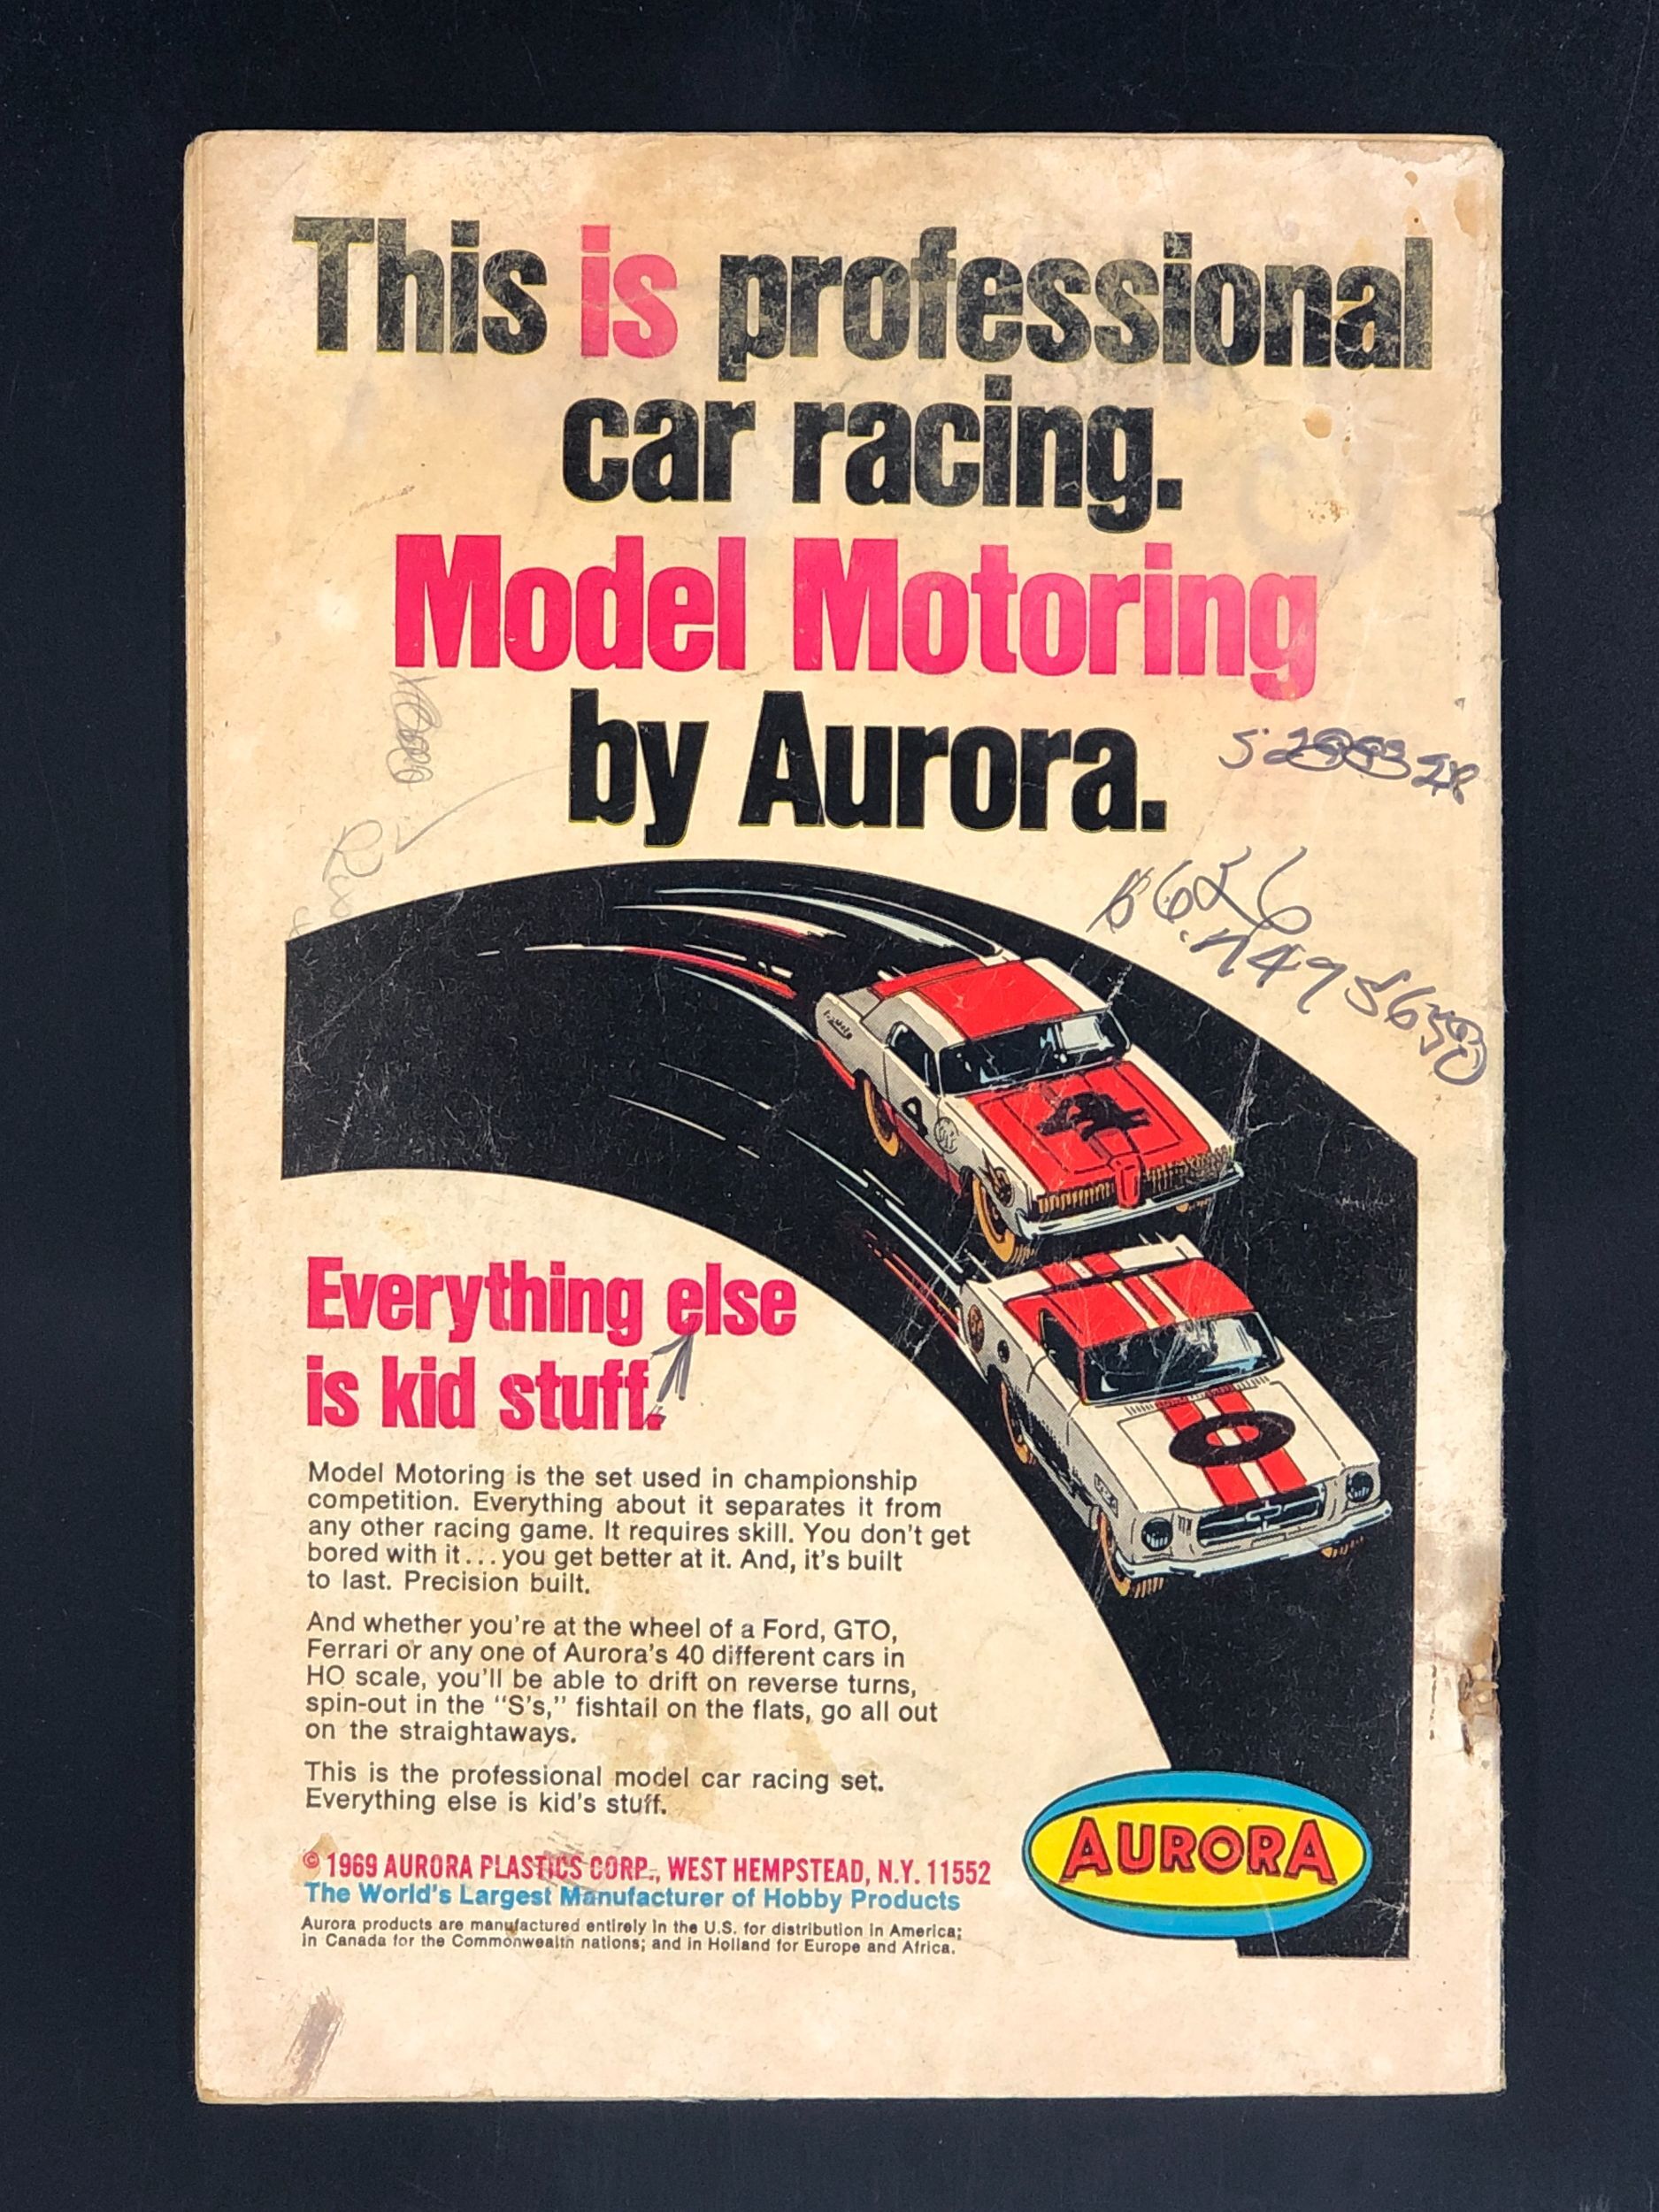 This is professional
car racing.
Model Motoring
by Aurora.
4
0
Everything else
is kid stuff.
Model Motoring is the set used in championship
competition. Everything about it separates it from
any other racing game. It requires skill. You don't get
bored with it...you get better at it. And, it's built
to last. Precision built.
And whether you're at the wheel of a Ford, GTO,
Ferrari or any one of Aurora's 40 different cars in
HO scale, you'll be able to drift on reverse turns,
spin-out in the "S's," fishtail on the flats, go all out
on the straightaways.
This is the professional model car racing set.
Everything else is kid's stuff.
© 1969 AURORA PLASTICS CORP., WEST HEMPSTEAD, N.Y. 11552
The World's Largest Manufacturer of Hobby Products
Aurora products are manufactured entirely in the U.S. for distribution in America;
in Canada for the Commonwealth nations; and in Holland for Europe and Africa.
AURORA